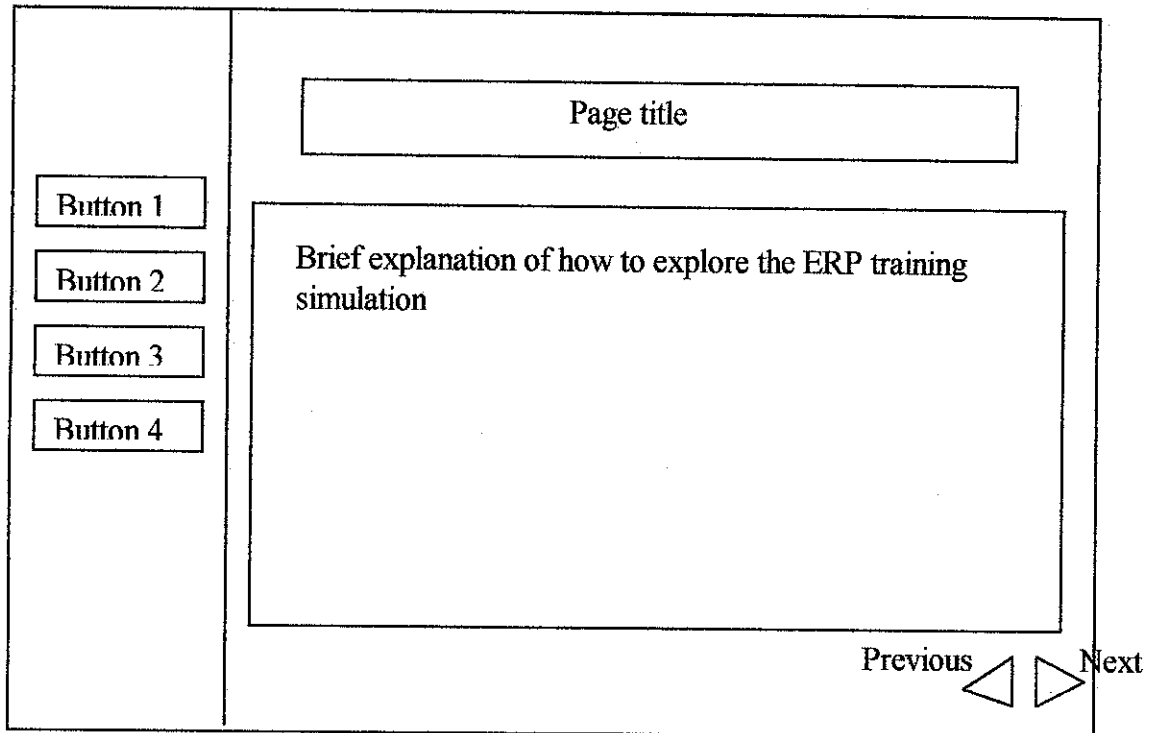 Page title
Button 1
Button 2
Button 3
Button 4
Brief explanation of how to explore the ERP training
simulation
Previous
Next